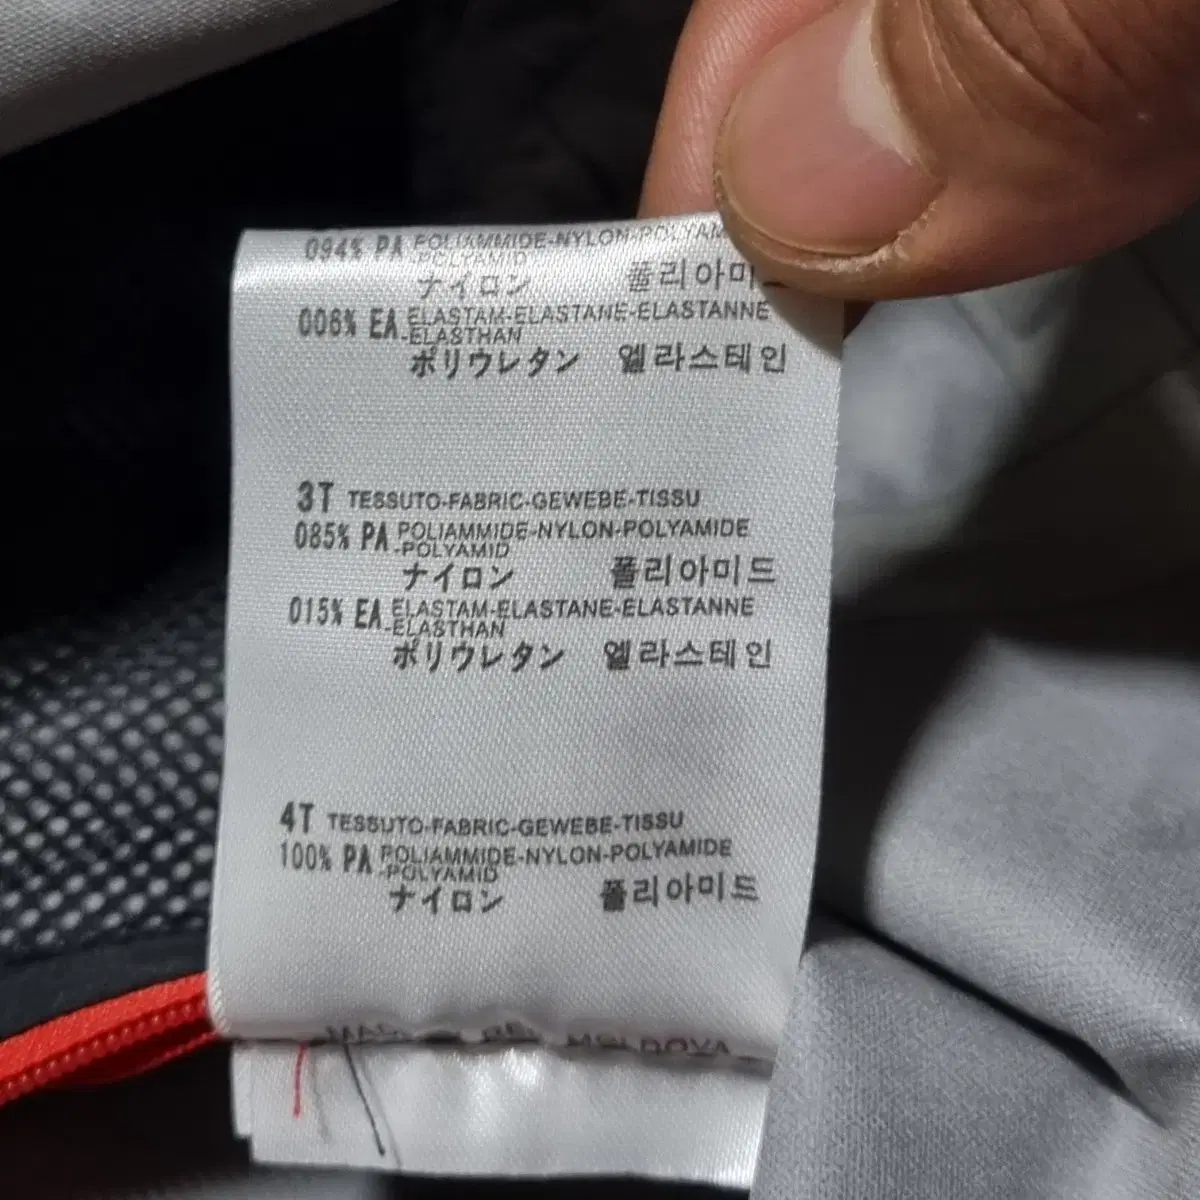 094% PA POLIAMMIDE-NYLON-POLYAM
-POLYAMID
ナイロン 폴리아미
006% EA ELASTAM-ELASTANE-ELASTANNE
-ELASTHAN
ポリウレタン 엘라스테인
3T TESSUTO-FABRIC-GEWEBE-TISSU
085% PA POLIAMMIDE-NYLON-POLYAMIDE
-POLYAMID
ナイロン 폴리아미드
015% EA ELASTAM-ELASTANE-ELASTANNE
-ELASTHAN
ポリウレタン 엘라스테인
4T TESSUTO-FABRIC-GEWEBE-TISSU
100% PA POLIAMMIDE-NYLON-POLYAMIDE
-POLYAMID
ナイロン 폴리아미드
MOLDOVA